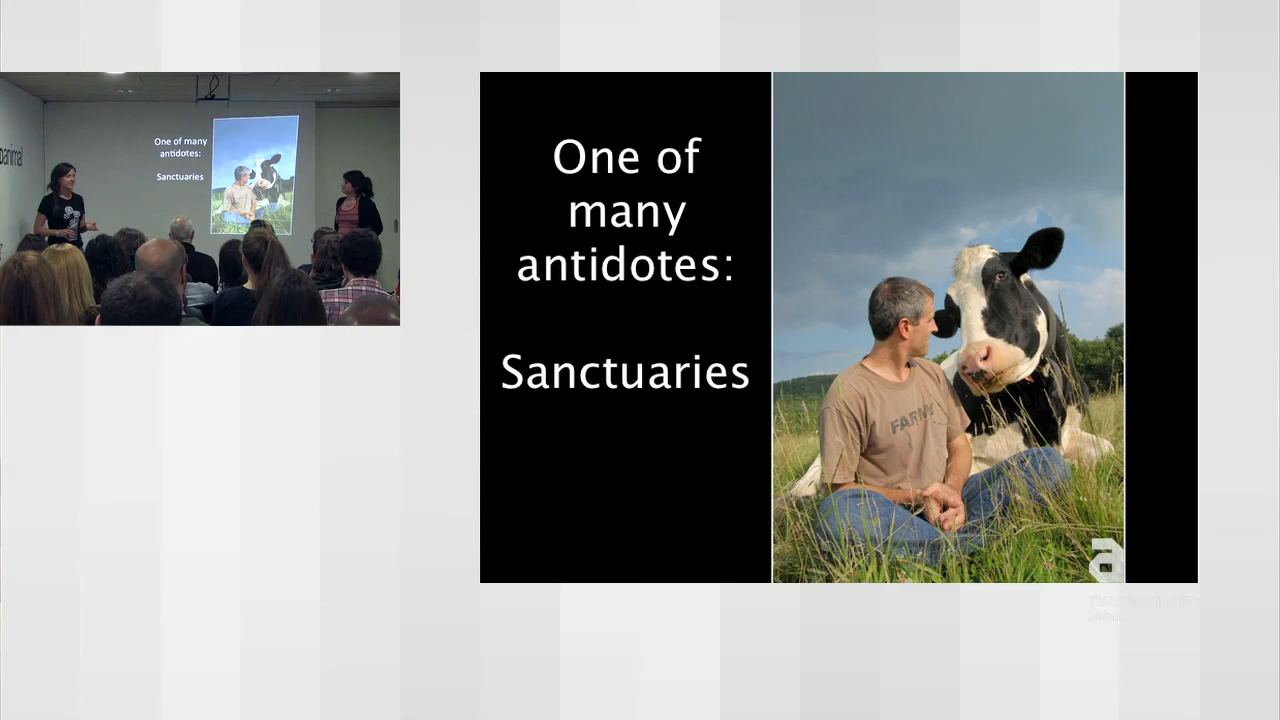 One of many
antidotes:
Sanctuaries
One of
many
antidotes:
Sanctuaries
FARM
a